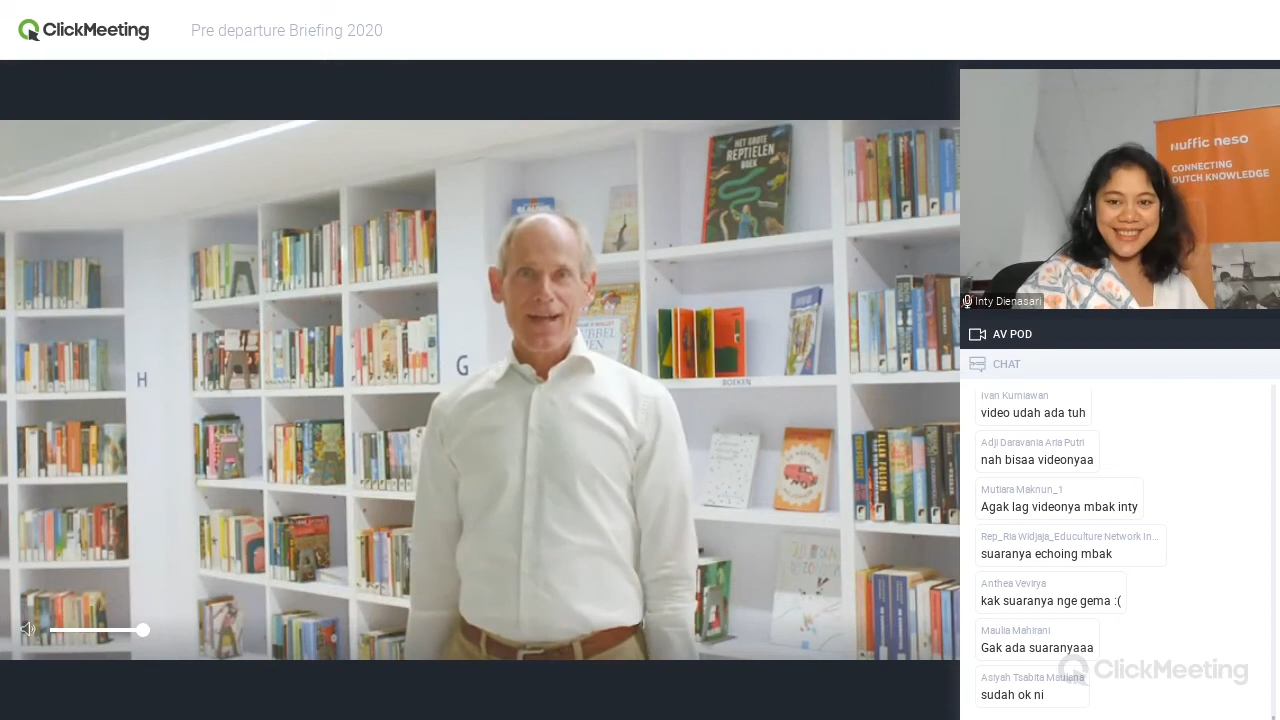 ClickMeeting
Pre departure Briefing 2020
HET GROTE
REPTIELEN
BOEK
H
G
BOEKEN
nuffic neso
CONNECTING
DUTCH KNOWLEDGE
Inty Dienasari
AV POD
CHAT
Ivan Kurniawan
video udah ada tuh
Adji Daravania Aria Putri
nah bisaa videonyaa
Mutiara Maknun_1
Agak lag videonya mbak inty
Rep_Ria Widjaja_Educulture Network In...
suaranya echoing mbak
Anthea Vevirya
kak suaranya nge gema :(
Maulia Mahirani
Gak ada suaranyaaa
Asiyah Tsabita Maulana
sudah ok ni
ClickMeeting